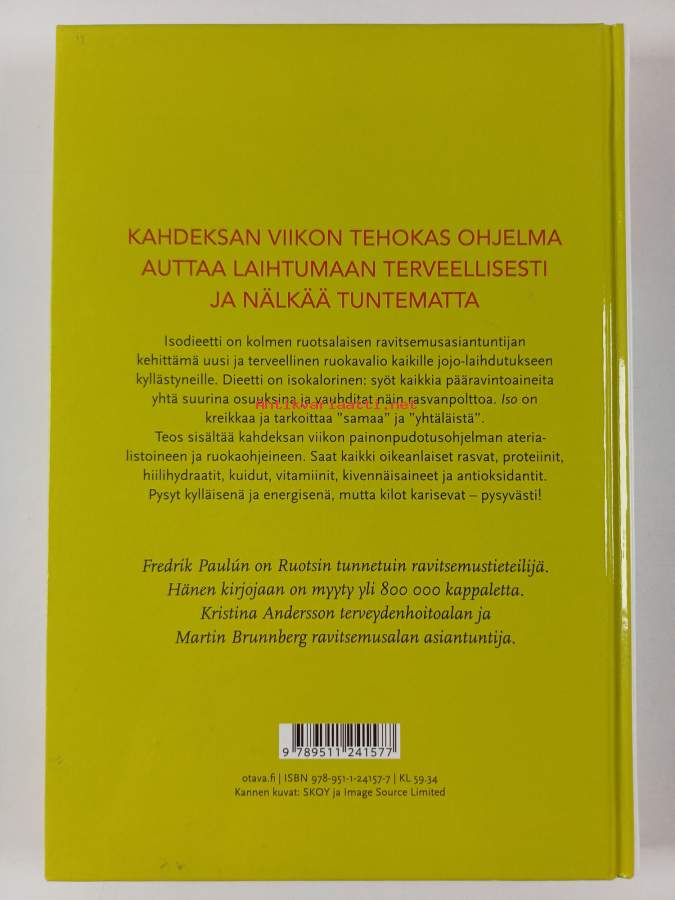 KAHDEKSAN VIIKON TEHOKAS OHJELMA
AUTTAA LAIHTUMAAN TERVEELLISESTI
JA NÄLKÄÄ TUNTEMATTA
Isodieetti on kolmen ruotsalaisen ravitsemusasiantuntijan
kehittämä uusi ja terveellinen ruokavalio kaikille jojo-laihdutukseen
kyllästyneille. Dieetti on isokalorinen: syöt kaikkia pääravintoaineita
yhtä suurina osuuksina ja vauhditat näin rasvanpolttoa. Iso on
Antikvariaatti.net
kreikkaa ja tarkoittaa "samaa" ja "yhtäläistä".
Teos sisältää kahdeksan viikon painonpudotusohjelman ateria-
listoineen ja ruokaohjeineen. Saat kaikki oikeanlaiset rasvat, proteiinit,
hiilihydraatit, kuidut, vitamiinit, kivennäisaineet ja antioksidantit.
Pysyt kylläisenä ja energisenä, mutta kilot karisevat – pysyvästi!
Fredrik Paulún on Ruotsin tunnetuin ravitsemustieteilijä.
Hänen kirjojaan on myyty yli 800 000 kappaletta.
Kristina Andersson terveydenhoitoalan ja
Martin Brunnberg ravitsemusalan asiantuntija.
9 789511 241577
otava.fi | ISBN 978-951-1-24157-7 | KL 59.34
Kannen kuvat: SKOY ja Image Source Limited